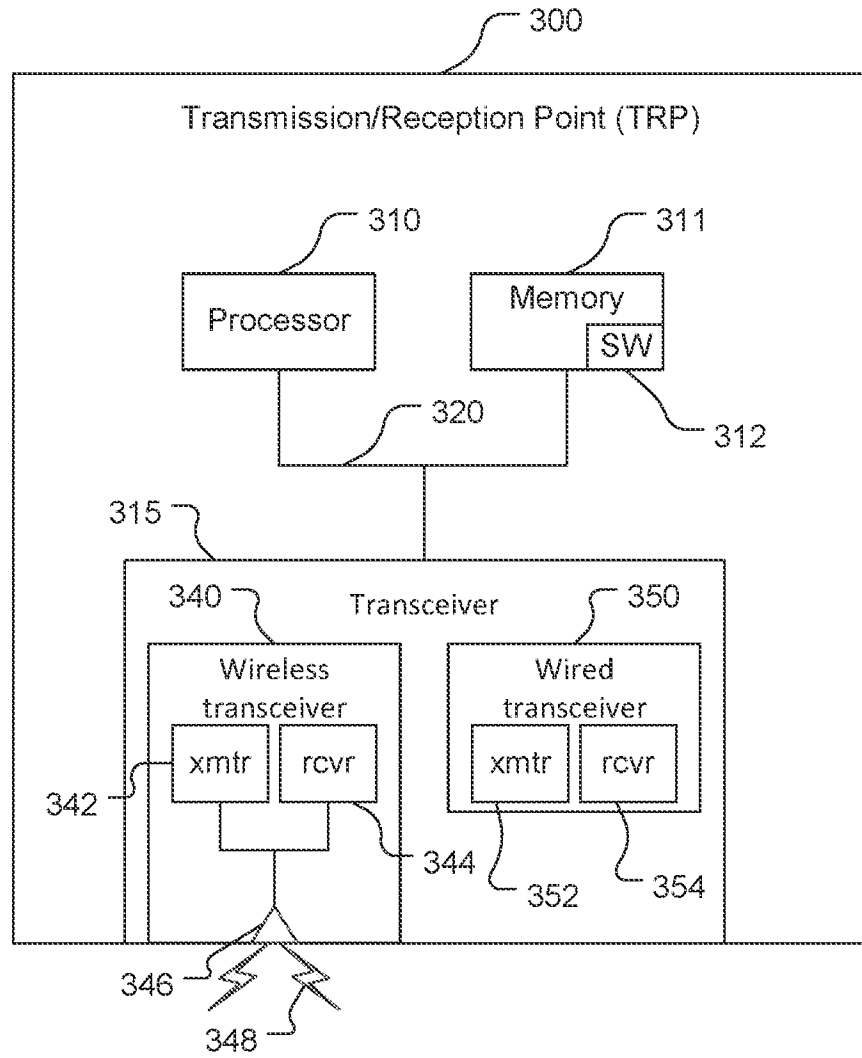 300
Transmission/Reception Point (TRP)
310
311
Processor
Memory
SW
320
312
315
340
Transceiver
350
Wireless
transceiver
Wired
transceiver
xmtr
rcvr
xmtr
rcvr
342
344
352
354
346
348